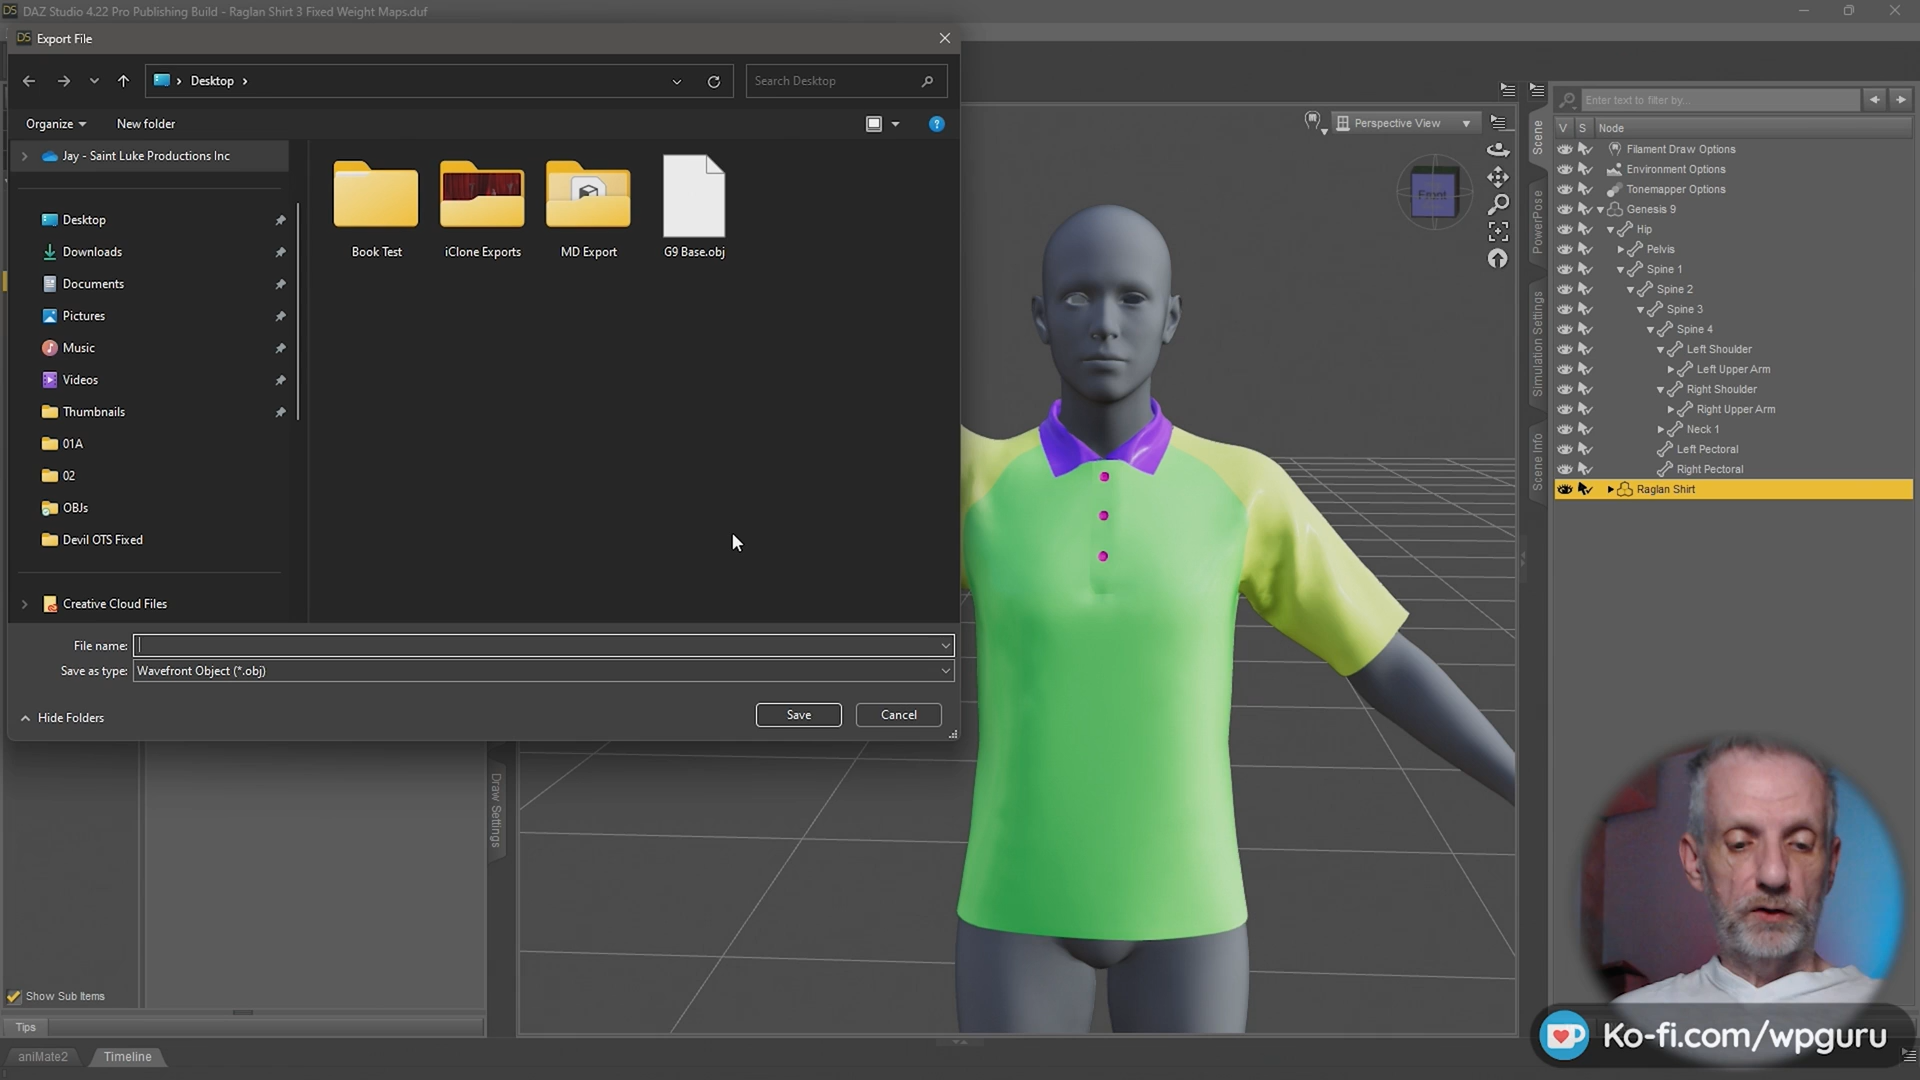 DS DAZ Studio 4.22 Pro Publishing Build - Raglan Shirt 3 Fixed Weight Maps.duf
DS Export File
Desktop
Search Desktop
Organize
New folder
Jay - Saint Luke Productions Inc
Desktop
Downloads
Documents
Pictures
Music
Videos
Thumbnails
01A
02
OBJs
Devil OTS Fixed
Creative Cloud Files
Book Test
iClone Exports
MD Export
G9 Base.obj
File name:
Save as type: Wavefront Object (*.obj)
Hide Folders
Save
Cancel
Perspective View
Front
Draw Settings
Scene
PowerPose
Simulation Settings
Scene Info
Enter text to filter by...
V S Node
Filament Draw Options
Environment Options
Tonemapper Options
Genesis 9
Hip
Pelvis
Spine 1
Spine 2
Spine 3
Spine 4
Left Shoulder
Left Upper Arm
Right Shoulder
Right Upper Arm
Neck 1
Left Pectoral
Right Pectoral
Raglan Shirt
Show Sub Items
Tips
aniMate2
Timeline
Ko-fi.com/wpguru